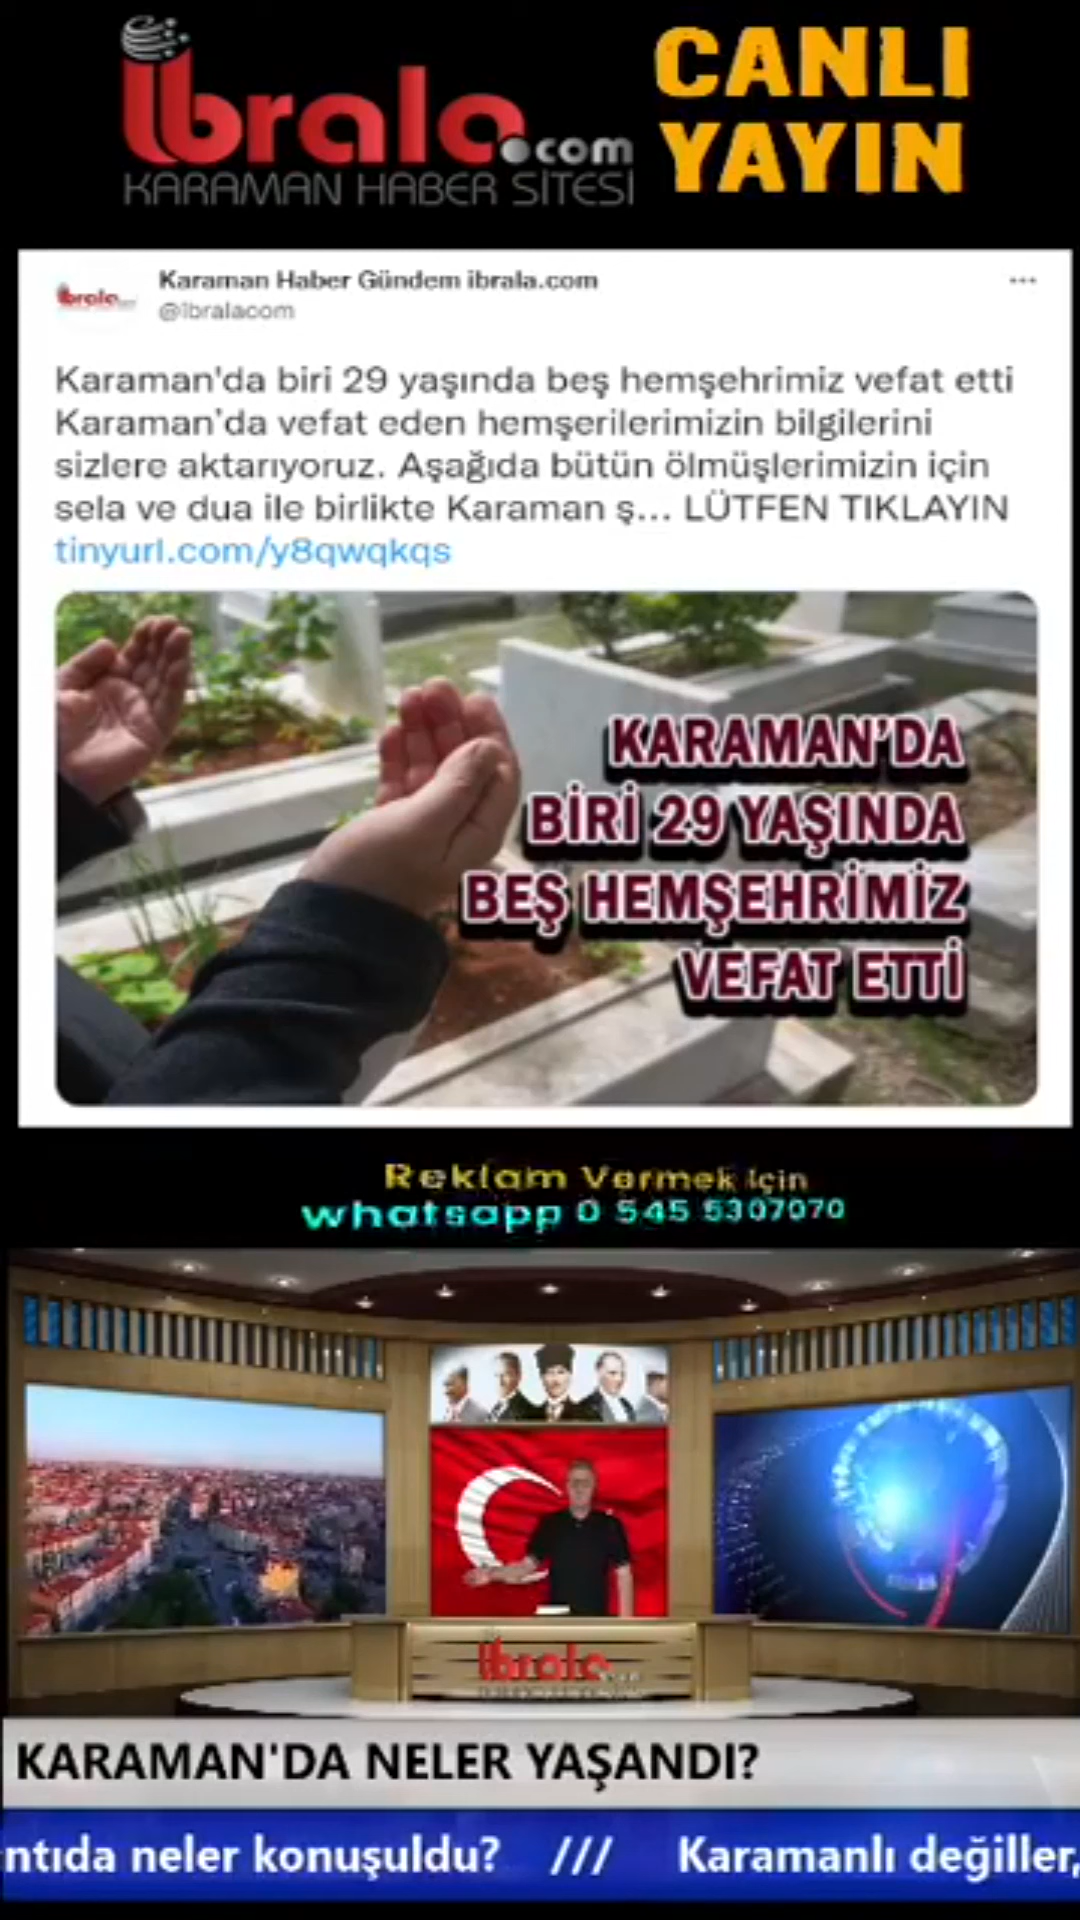 ibrala.com
KARAMAN HABER SİTESİ
CANLI
YAYIN
ibrala
Karaman Haber Gündem ibrala.com
@ibralacom
Karaman'da biri 29 yaşında beş hemşehrimiz vefat etti
Karaman'da vefat eden hemşerilerimizin bilgilerini
sizlere aktarıyoruz. Aşağıda bütün ölmüşlerimizin için
sela ve dua ile birlikte Karaman ş... LÜTFEN TIKLAYIN
tinyurl.com/y8qwqkqs
KARAMAN'DA
BİRİ 29 YAŞINDA
BEŞ HEMŞEHRİMİZ
VEFAT ETTİ
Reklam Vermek için
whatsapp 0 545 5307070
ibrala
KARAMAN'DA NELER YAŞANDI?
ntıda neler konuşuldu? /// Karamanlı değiller,